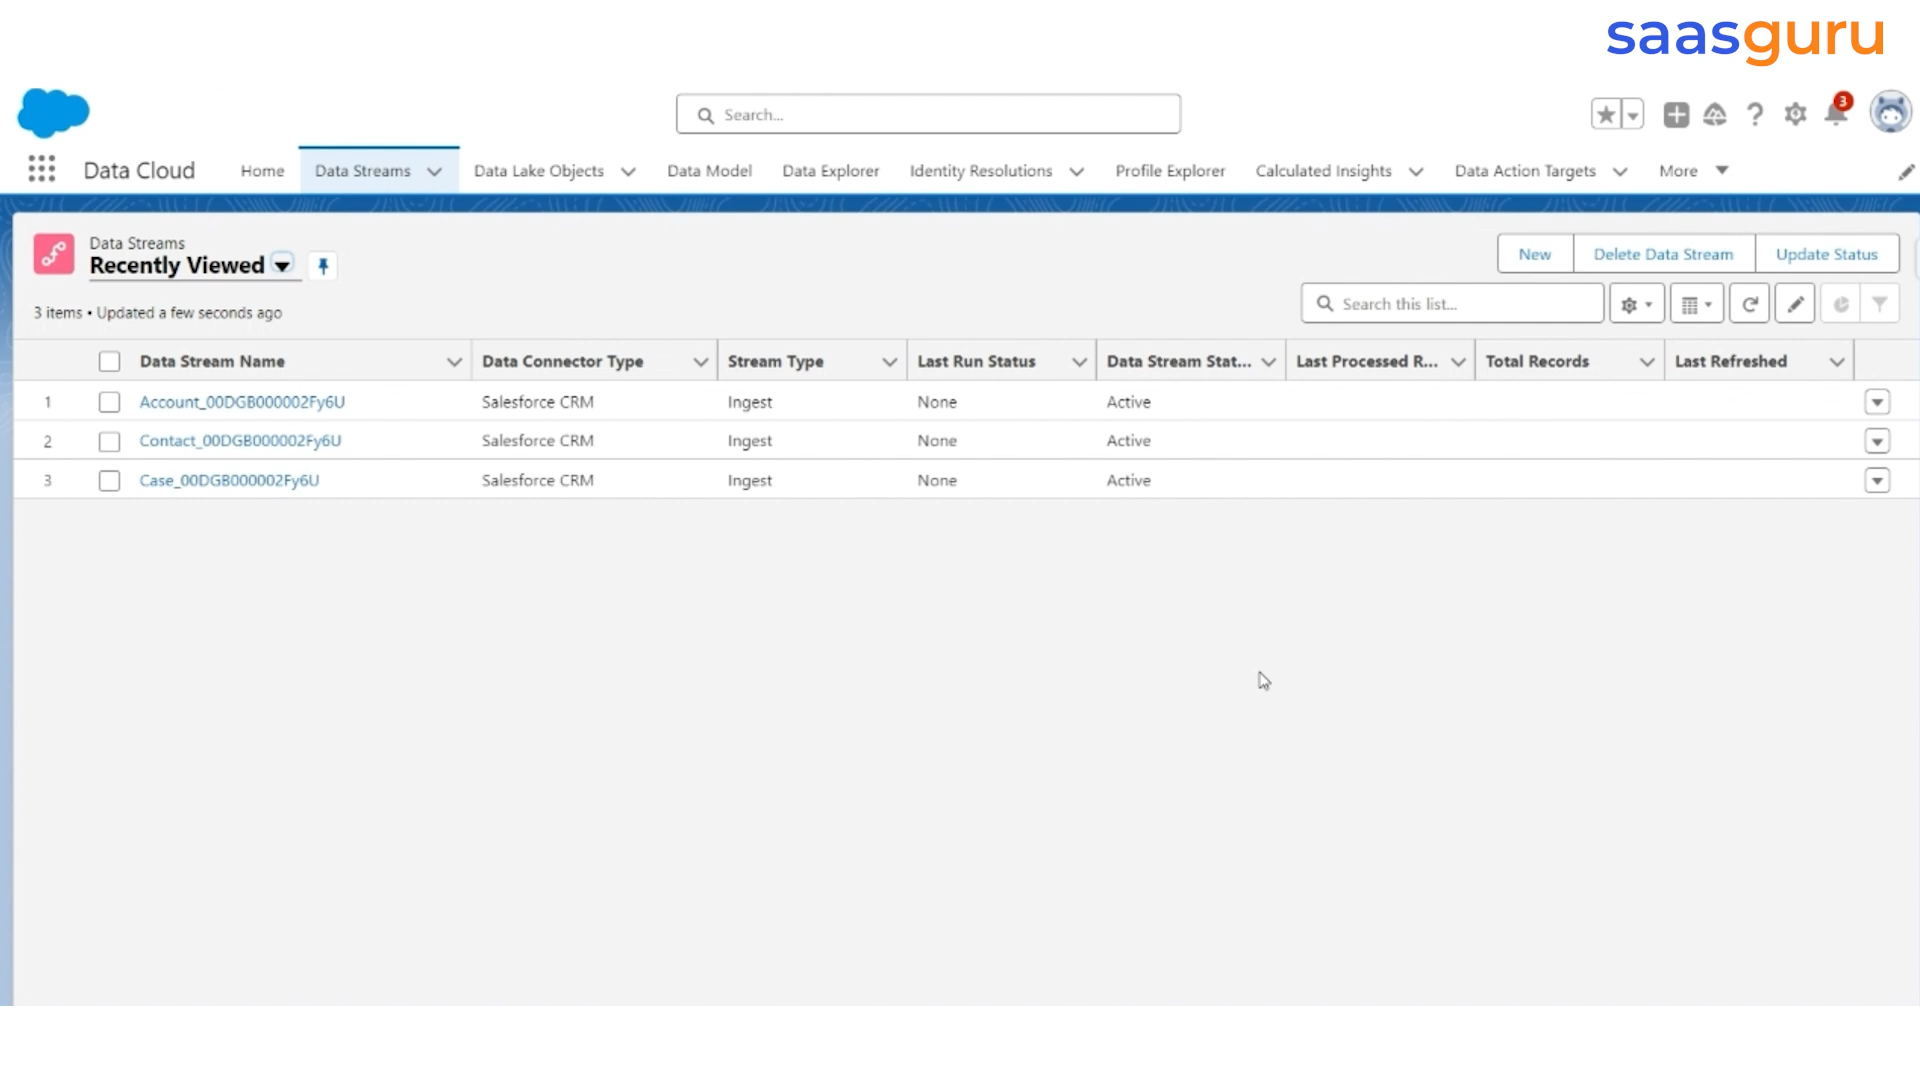 saasguru
Search...
3
Data Cloud Home Data Streams Data Lake Objects Data Model Data Explorer Identity Resolutions Profile Explorer Calculated Insights Data Action Targets More
Data Streams
Recently Viewed
New Delete Data Stream Update Status
3 items • Updated a few seconds ago
Search this list...
Data Stream Name Data Connector Type Stream Type Last Run Status Data Stream Stat... Last Processed R... Total Records Last Refreshed
1 Account_00DGB000002Fy6U Salesforce CRM Ingest None Active
2 Contact_00DGB000002Fy6U Salesforce CRM Ingest None Active
3 Case_00DGB000002Fy6U Salesforce CRM Ingest None Active